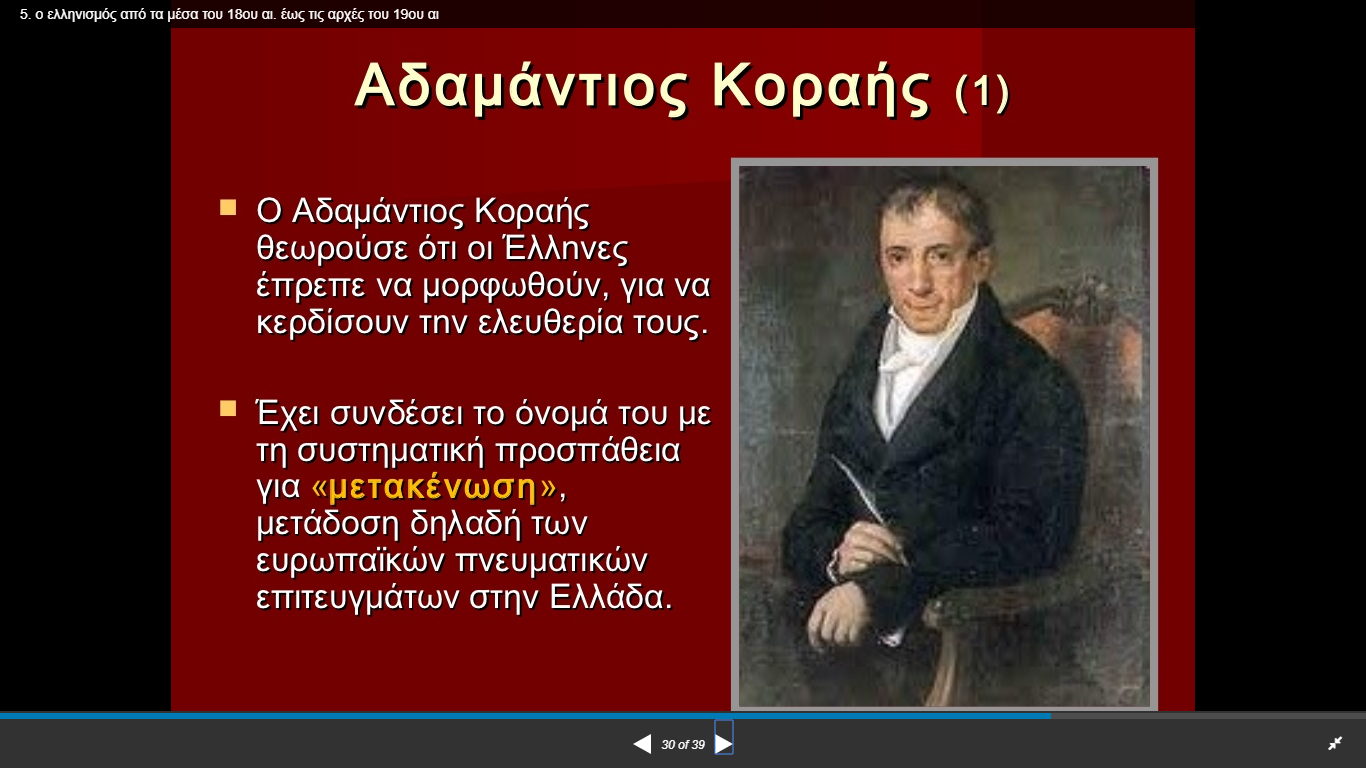 5. ο ελληνισμός από τα μέσα του 18ου αι. έως τις αρχές του 19ου αι
Αδαμάντιος Κοραής (1)
Ο Αδαμάντιος Κοραής
θεωρούσε ότι οι Έλληνες
έπρεπε να μορφωθούν, για να
κερδίσουν την ελευθερία τους.
Έχει συνδέσει το όνομά του με
τη συστηματική προσπάθεια
για «μετακένωση»,
μετάδοση δηλαδή των
ευρωπαϊκών πνευματικών
επιτευγμάτων στην Ελλάδα.
30 of 39